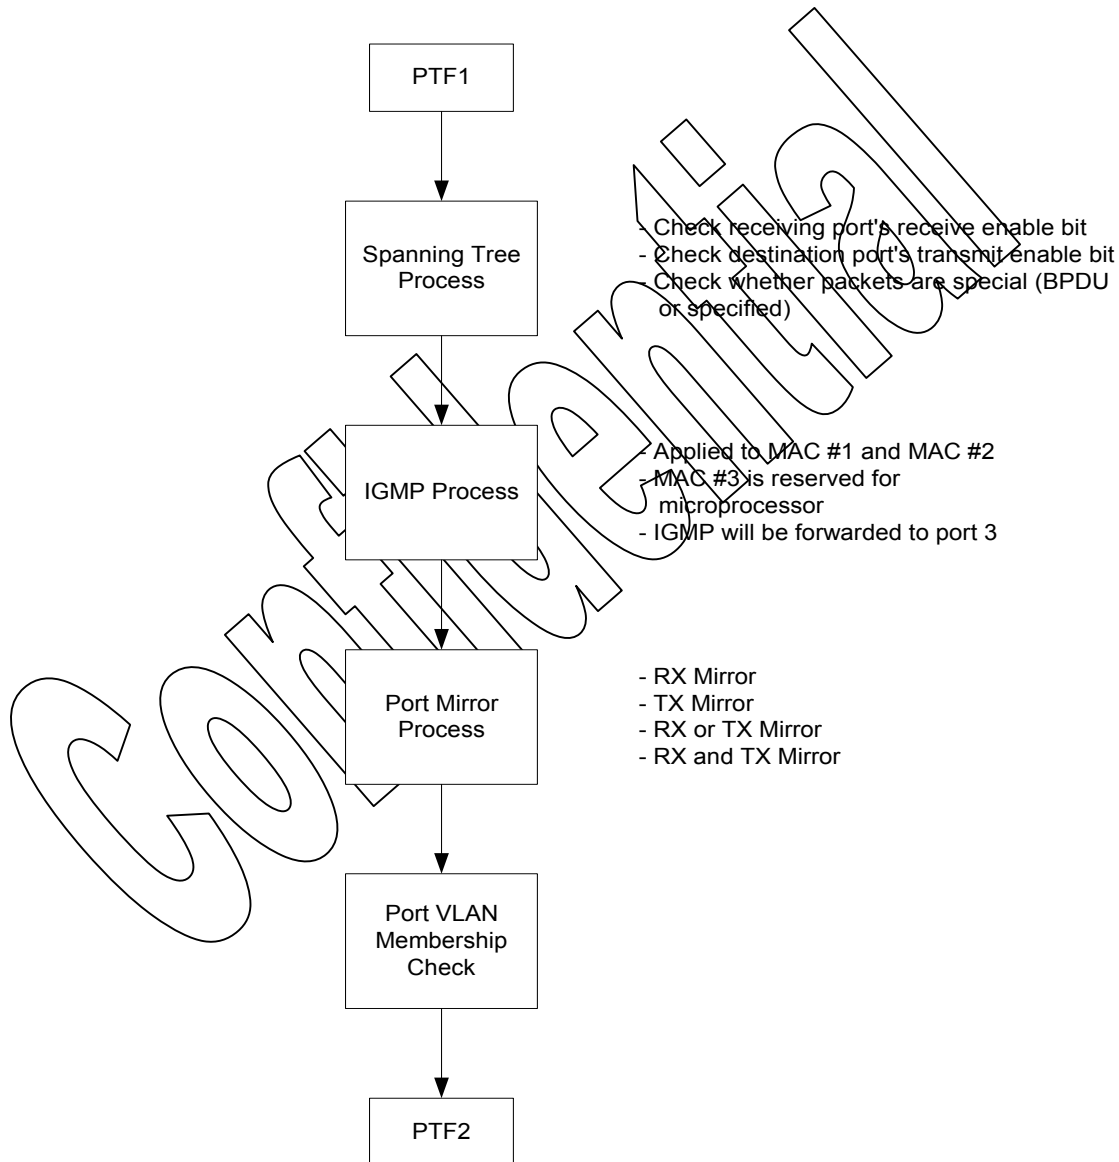 PTF1
Spanning Tree
Process
- Check receiving port's receive enable bit
- Check destination port's transmit enable bit
- Check whether packets are special (BPDU
or specified)
IGMP Process
- Applied to MAC #1 and MAC #2
- MAC #3 is reserved for
microprocessor
- IGMP will be forwarded to port 3
Port Mirror
Process
- RX Mirror
- TX Mirror
- RX or TX Mirror
- RX and TX Mirror
Port VLAN
Membership
Check
PTF2
Confidential